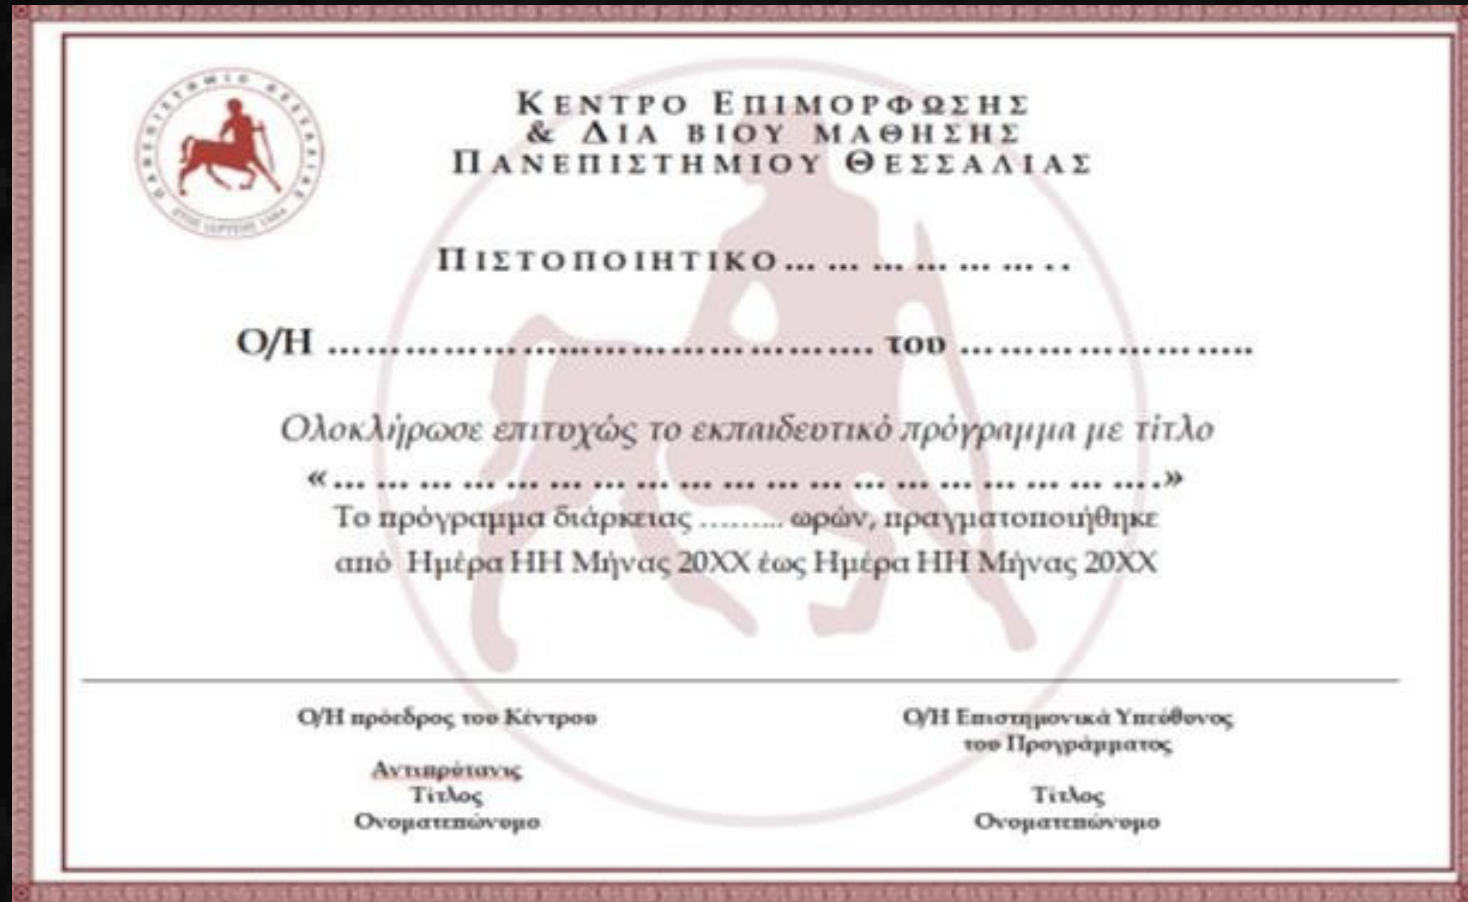 ΠΑΝΕΠΙΣΤΗΜΙΟ ΘΕΣΣΑΛΙΑΣ
ΚΕΝΤΡΟ ΕΠΙΜΟΡΦΩΣΗΣ
& ΔΙΑ ΒΙΟΥ ΜΑΘΗΣΗΣ
ΠΑΝΕΠΙΣΤΗΜΙΟΥ ΘΕΣΣΑΛΙΑΣ
ΠΙΣΤΟΠΟΙΗΤΙΚΟ ... ... ... ... ... ... . .
Ο/Η ……………………………………. του …………………..
Ολοκλήρωσε επιτυχώς το εκπαιδευτικό πρόγραμμα με τίτλο
« ... ... ... ... ... ... ... ... ... ... ... ... ... ... ... ... ... ... ... ….»
Το πρόγραμμα διάρκειας ......... ωρών, πραγματοποιήθηκε
από Ημέρα ΗΗ Μήνας 20ΧΧ έως Ημέρα ΗΗ Μήνας 20ΧΧ
Ο/Η πρόεδρος του Κέντρου
Αντιπρύτανις
Τίτλος
Ονοματεπώνυμο
Ο/Η Επιστημονικά Υπεύθυνος
του Προγράμματος
Τίτλος
Ονοματεπώνυμο